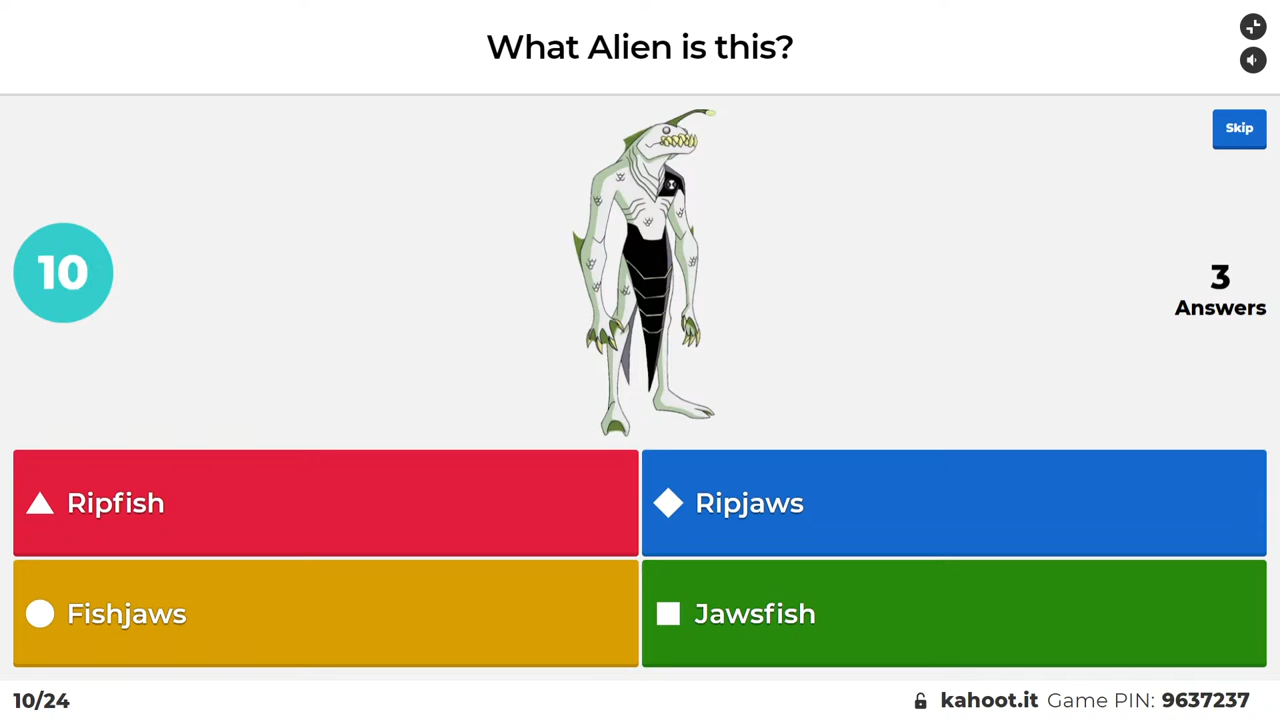 What Alien is this?
Skip
10
3
Answers
Ripfish
Ripjaws
Fishjaws
Jawsfish
10/24
kahoot.it Game PIN: 9637237